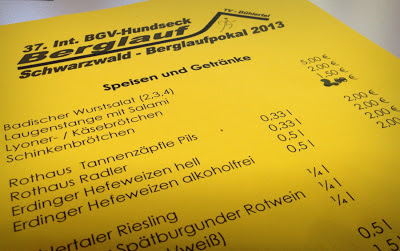 TV - Bühlertal
37. Int. BGV-Hundseck
Berglauf
Schwarzwald - Berglaufpokal 2013
Speisen und Getränke
Badischer Wurstsalat (2,3,4) 5,00 €
Laugenstange mit Salami 2,00 €
Lyoner- / Käsebrötchen 1,50
Schinkenbrötchen 2,00 €
Rothaus Tannenzäpfle Pils 0,33 l 2,00 €
Rothaus Radler 0,33 l 2,00 €
Erdinger Hefeweizen hell 0,5 l
Erdinger Hefeweizen alkoholfrei 0,5 l
lertaler Riesling ¼ l
Spätburgunder Rotwein ¼ l
weiß) 0,5 l